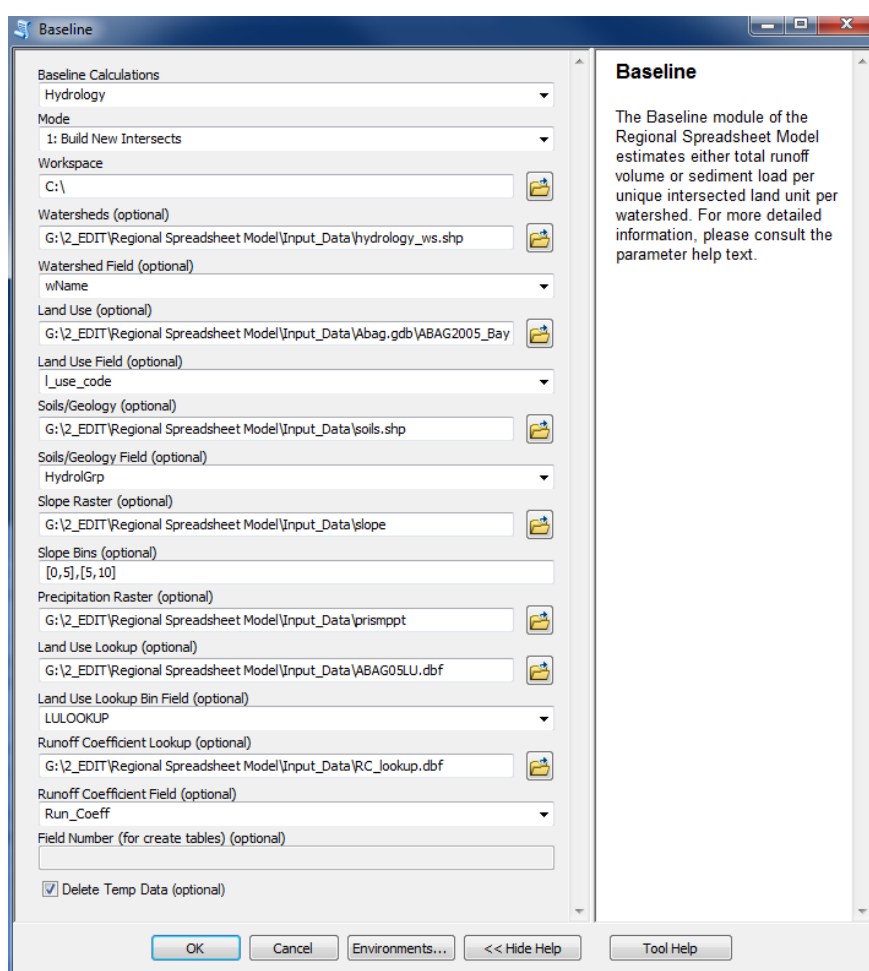 Baseline
Baseline Calculations
Hydrology
Mode
1: Build New Intersects
Workspace
C:\
Watersheds (optional)
G:\2_EDIT\Regional Spreadsheet Model\Input_Data\hydrology_ws.shp
Watershed Field (optional)
wName
Land Use (optional)
G:\2_EDIT\Regional Spreadsheet Model\Input_Data\Abag.gdb\ABAG2005_Bay
Land Use Field (optional)
l_use_code
Soils/Geology (optional)
G:\2_EDIT\Regional Spreadsheet Model\Input_Data\soils.shp
Soils/Geology Field (optional)
HydrolGrp
Slope Raster (optional)
G:\2_EDIT\Regional Spreadsheet Model\Input_Data\slope
Slope Bins (optional)
[0,5],[5,10]
Precipitation Raster (optional)
G:\2_EDIT\Regional Spreadsheet Model\Input_Data\prismppt
Land Use Lookup (optional)
G:\2_EDIT\Regional Spreadsheet Model\Input_Data\ABAG05LU.dbf
Land Use Lookup Bin Field (optional)
LULOOKUP
Runoff Coefficient Lookup (optional)
G:\2_EDIT\Regional Spreadsheet Model\Input_Data\RC_lookup.dbf
Runoff Coefficient Field (optional)
Run_Coeff
Field Number (for create tables) (optional)
Delete Temp Data (optional)
Baseline
The Baseline module of the
Regional Spreadsheet Model
estimates either total runoff
volume or sediment load per
unique intersected land unit per
watershed. For more detailed
information, please consult the
parameter help text.
OK
Cancel
Environments...
<< Hide Help
Tool Help